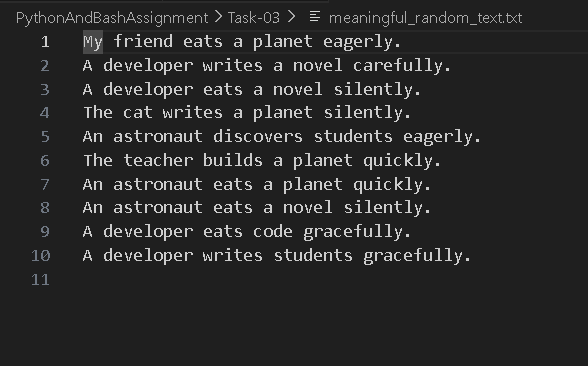 PythonAndBashAssignment > Task-03 > meaningful_random_text.txt
1 My friend eats a planet eagerly.
2 A developer writes a novel carefully.
3 A developer eats a novel silently.
4 The cat writes a planet silently.
5 An astronaut discovers students eagerly.
6 The teacher builds a planet quickly.
7 An astronaut eats a planet quickly.
8 An astronaut eats a novel silently.
9 A developer eats code gracefully.
10 A developer writes students gracefully.
11